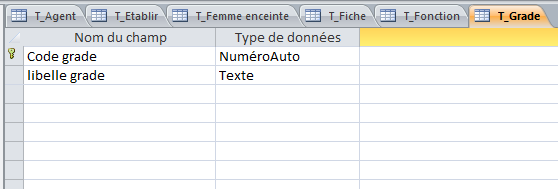 T_Agent T_Etablir T_Femme enceinte T_Fiche T_Fonction T_Grade
Nom du champ Type de données
Code grade NuméroAuto
libelle grade Texte